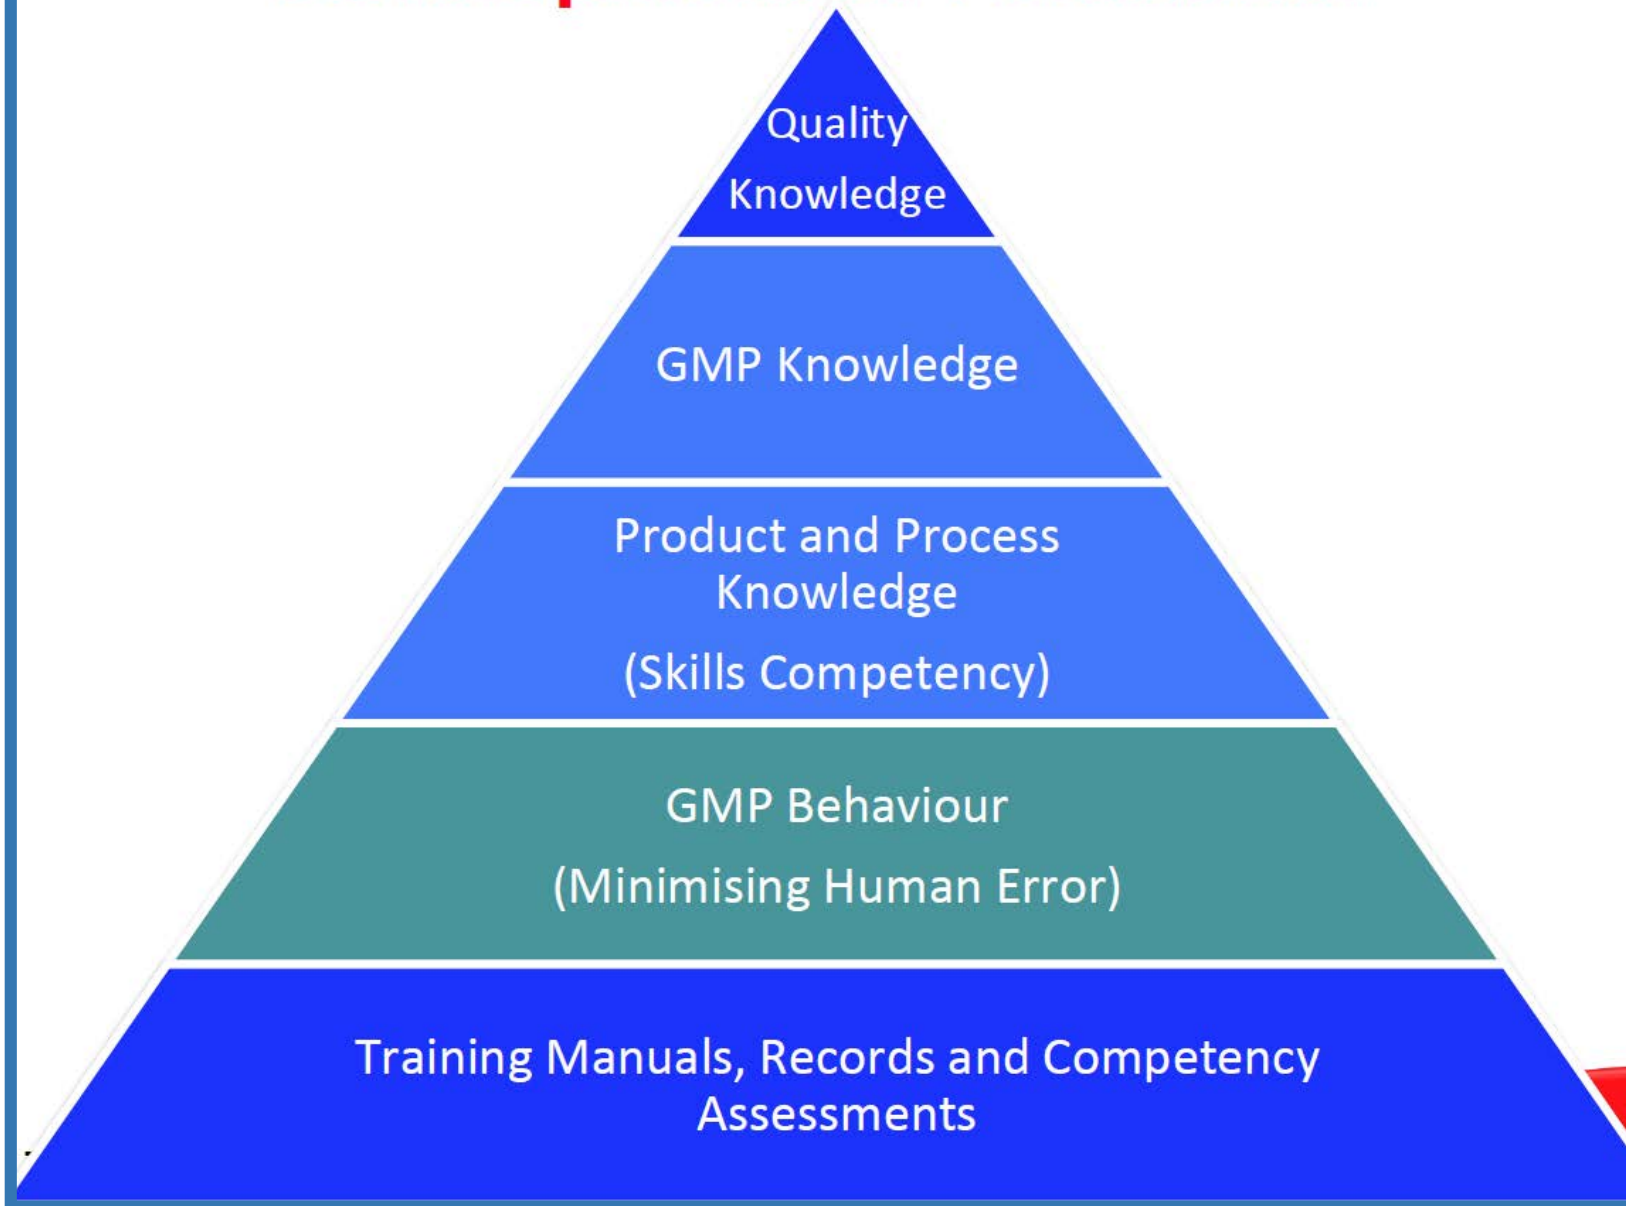 Quality
Knowledge
GMP Knowledge
Product and Process
Knowledge
(Skills Competency)
GMP Behaviour
(Minimising Human Error)
Training Manuals, Records and Competency
Assessments